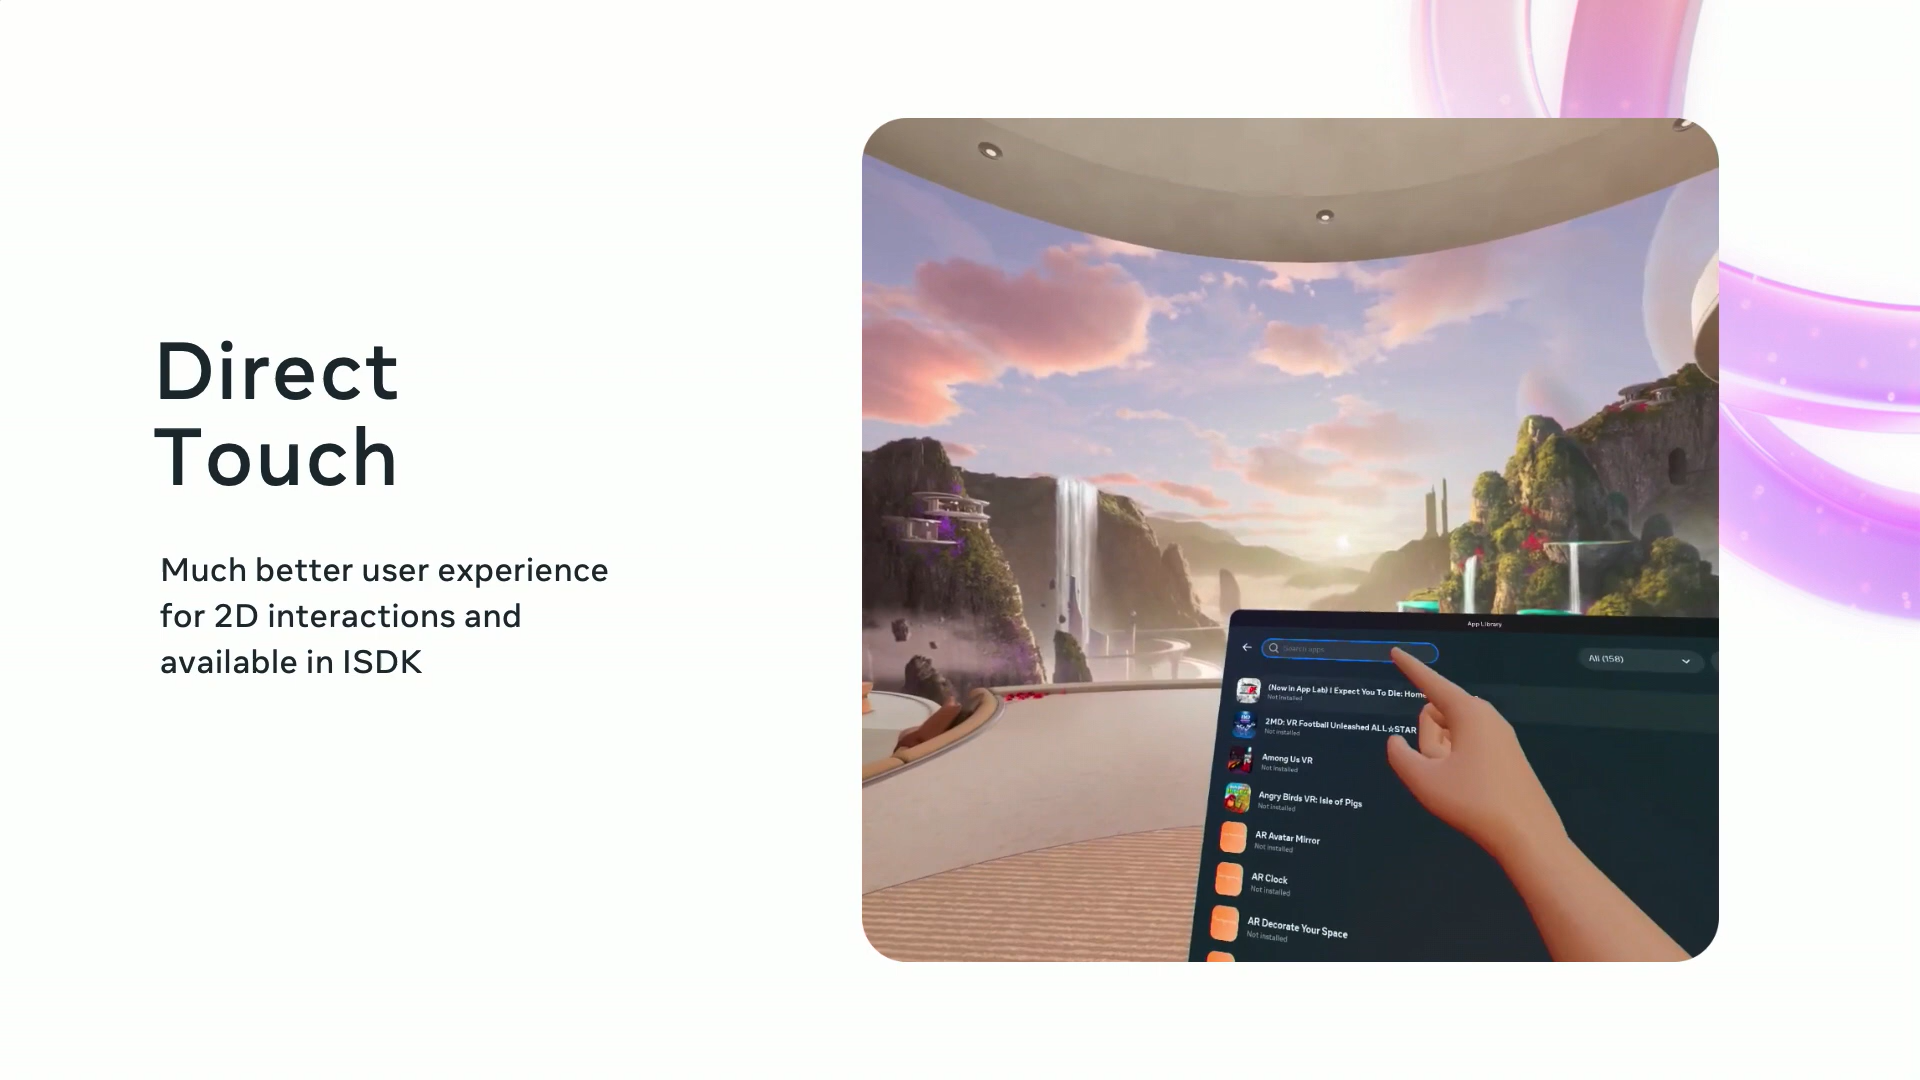 Direct
Touch
Much better user experience
for 2D interactions and
available in ISDK
App Library
Search apps
All (158)
(Now in App Lab) I Expect You To Die: Home
Not installed
2MD: VR Football Unleashed ALL☆STAR
Not installed
Among Us VR
Not installed
Angry Birds VR: Isle of Pigs
Not installed
AR Avatar Mirror
Not installed
AR Clock
Not installed
AR Decorate Your Space
Not installed